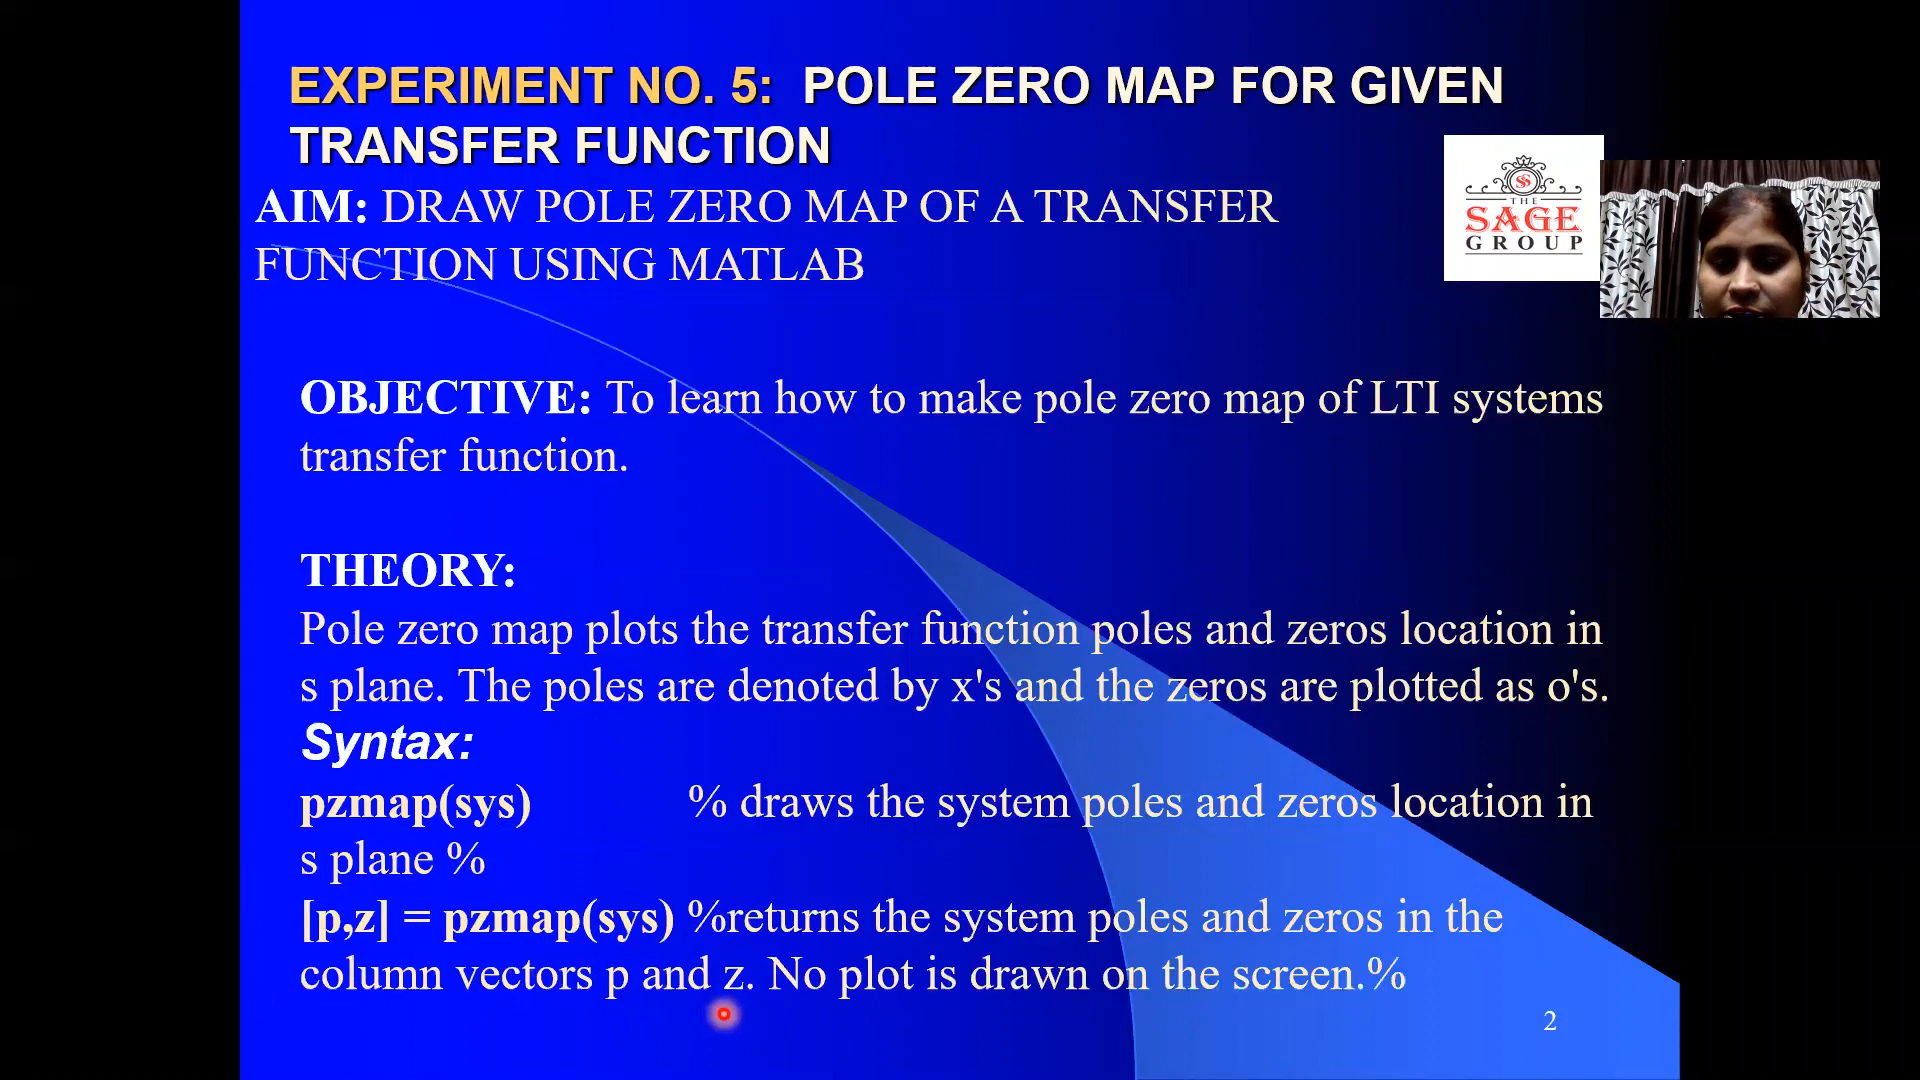 EXPERIMENT NO. 5: POLE ZERO MAP FOR GIVEN
TRANSFER FUNCTION
AIM: DRAW POLE ZERO MAP OF A TRANSFER
FUNCTION USING MATLAB
THE
SAGE
GROUP
OBJECTIVE: To learn how to make pole zero map of LTI systems
transfer function.
THEORY:
Pole zero map plots the transfer function poles and zeros location in
s plane. The poles are denoted by x's and the zeros are plotted as o's.
Syntax:
pzmap(sys) % draws the system poles and zeros location in
s plane %
[p,z] = pzmap(sys) %returns the system poles and zeros in the
column vectors p and z. No plot is drawn on the screen.%
2